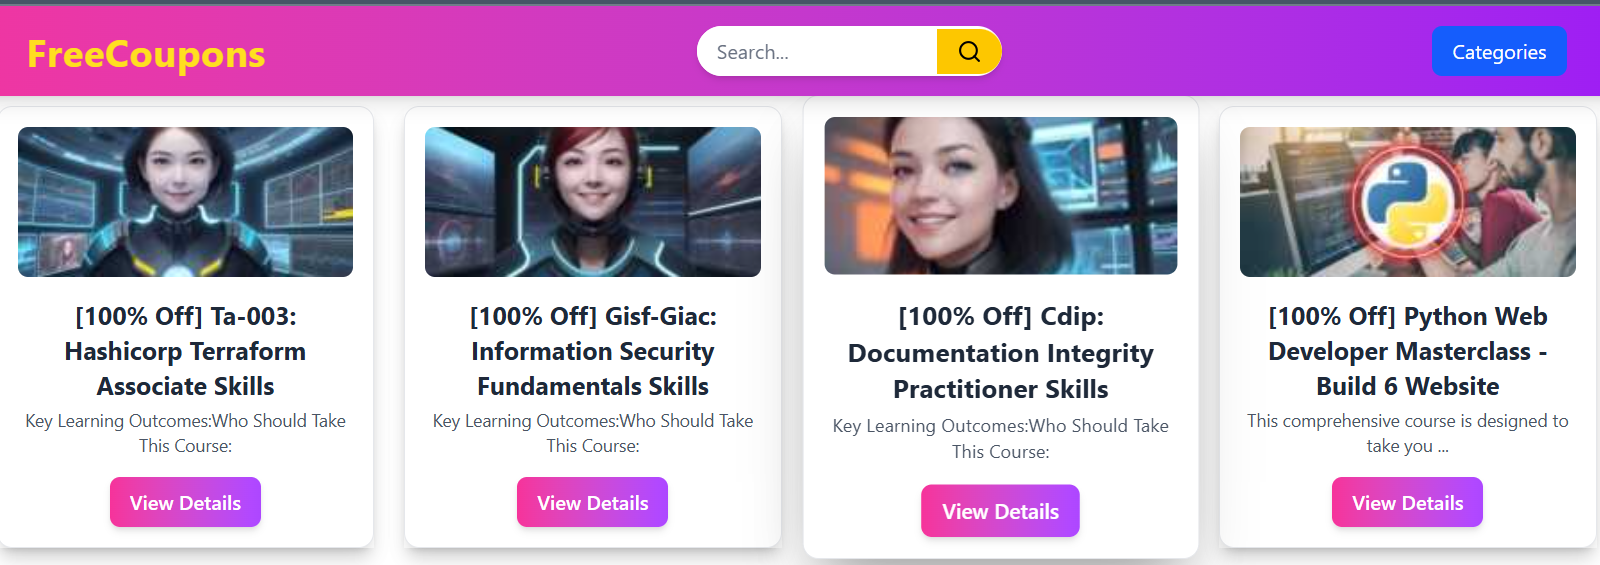 FreeCoupons
Search...
Categories
[100% Off] Ta-003:
Hashicorp Terraform
Associate Skills
Key Learning Outcomes:Who Should Take
This Course:
View Details
[100% Off] Gisf-Giac:
Information Security
Fundamentals Skills
Key Learning Outcomes:Who Should Take
This Course:
View Details
[100% Off] Cdip:
Documentation Integrity
Practitioner Skills
Key Learning Outcomes:Who Should Take
This Course:
View Details
[100% Off] Python Web
Developer Masterclass -
Build 6 Website
This comprehensive course is designed to
take you ...
View Details